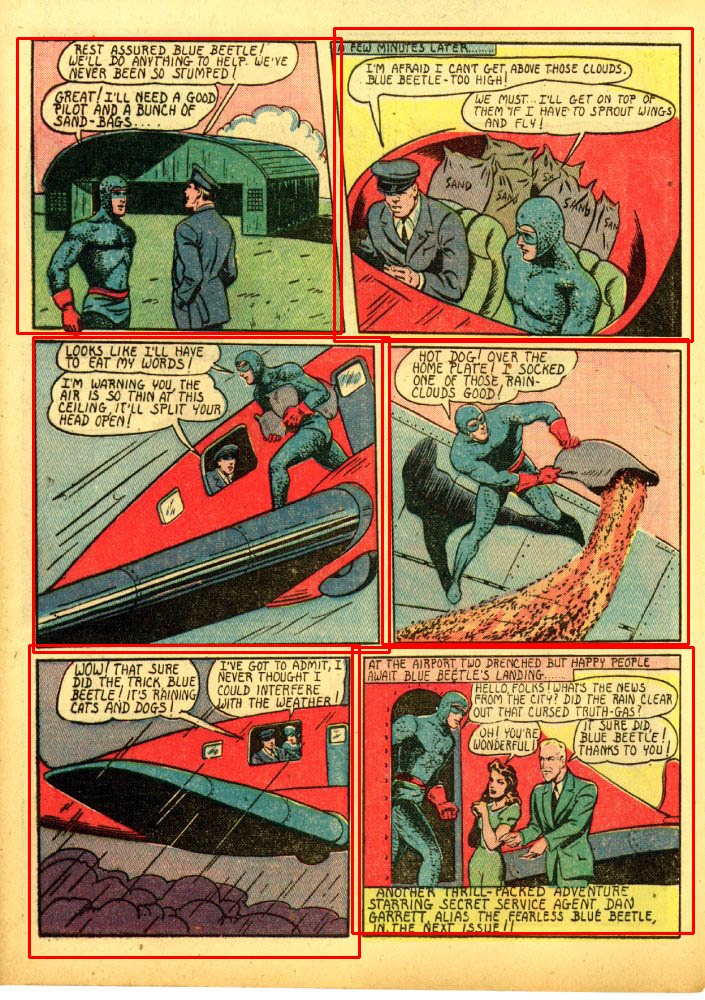 REST ASSURED BLUE BEETLE!
WE'LL DO ANYTHING TO HELP. WE'VE
NEVER BEEN SO STUMPED!
GREAT! I'LL NEED A GOOD
PILOT AND A BUNCH OF
SAND-BAGS....
A FEW MINUTES LATER........
I'M AFRAID I CAN'T GET ABOVE THOSE CLOUDS,
BLUE BEETLE-TOO HIGH!
WE MUST...I'LL GET ON TOP OF
THEM IF I HAVE TO SPROUT WINGS
AND FLY!
SAND
SAND
SAND
SAN
LOOKS LIKE I'LL HAVE
TO EAT MY WORDS!
I'M WARNING YOU, THE
AIR IS SO THIN AT THIS
CEILING, IT'LL SPLIT YOUR
HEAD OPEN!
HOT DOG! OVER THE
HOME PLATE! I SOCKED
ONE OF THOSE RAIN-
CLOUDS GOOD!
WOW! THAT SURE
DID THE TRICK BLUE
BEETLE! IT'S RAINING
CATS AND DOGS!
I'VE GOT TO ADMIT, I
NEVER THOUGHT I
COULD INTERFERE
WITH THE WEATHER!
AT THE AIRPORT TWO DRENCHED BUT HAPPY PEOPLE
AWAIT BLUE BEETLE'S LANDING.....
HELLO, FOLKS! WHAT'S THE NEWS
FROM THE CITY? DID THE RAIN CLEAR
OUT THAT CURSED TRUTH-GAS?
OH! YOU'RE
WONDERFUL!
IT SURE DID,
BLUE BEETLE!
THANKS TO YOU!
ANOTHER THRILL-PACKED ADVENTURE
STARRING SECRET SERVICE AGENT, DAN
GARRETT, ALIAS THE FEARLESS BLUE BEETLE,
IN THE NEXT ISSUE!!